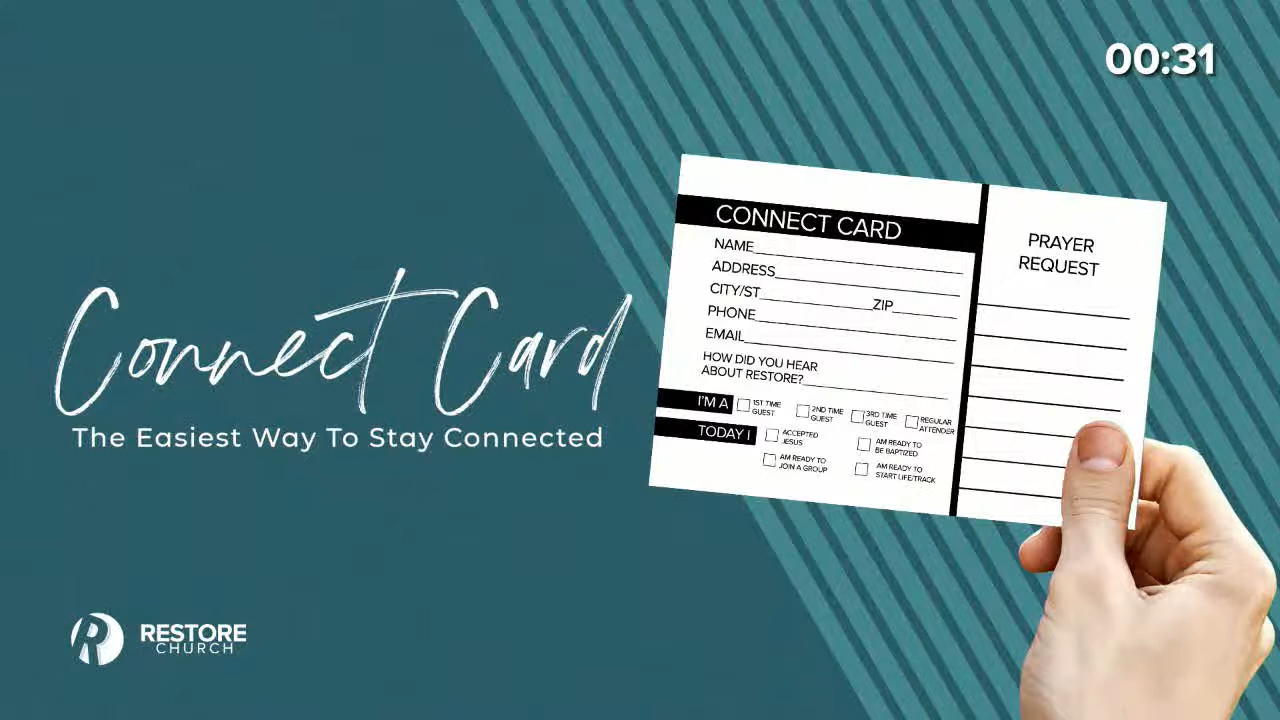 00:31
Connect Card
The Easiest Way To Stay Connected
RESTORE
CHURCH
CONNECT CARD
NAME
ADDRESS
CITY/ST ZIP
PHONE
EMAIL
HOW DID YOU HEAR
ABOUT RESTORE?
I'M A
1ST TIME
GUEST
2ND TIME
GUEST
3RD TIME
GUEST
REGULAR
ATTENDER
TODAY I
ACCEPTED
JESUS
AM READY TO
BE BAPTIZED
AM READY TO
JOIN A GROUP
AM READY TO
START LIFE/TRACK
PRAYER
REQUEST